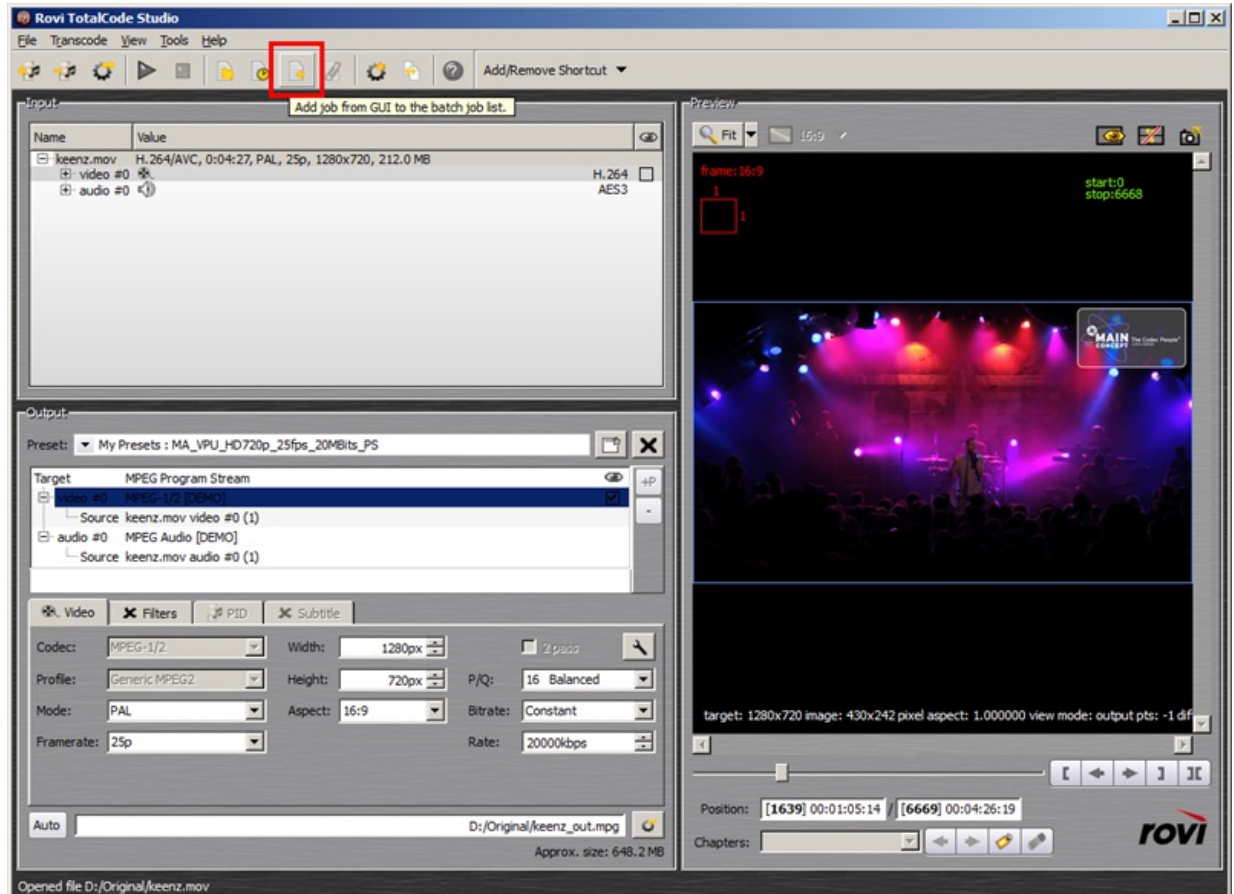 Rovi TotalCode Studio
File Transcode View Tools Help
Add/Remove Shortcut
Add job from GUI to the batch job list.
Input
Name Value
keenz.mov H.264/AVC, 0:04:27, PAL, 25p, 1280x720, 212.0 MB
video #0 H.264
audio #0 AES3
Output
Preset: My Presets : MA_VPU_HD720p_25fps_20MBits_PS
Target MPEG Program Stream
+P
video #0 MPEG-1/2 [DEMO]
-
Source keenz.mov video #0 (1)
audio #0 MPEG Audio [DEMO]
Source keenz.mov audio #0 (1)
Video Filters PID Subtitle
Codec: MPEG-1/2 Width: 1280px 2 pass
Profile: Generic MPEG2 Height: 720px P/Q: 16 Balanced
Mode: PAL Aspect: 16:9 Bitrate: Constant
Framerate: 25p Rate: 20000kbps
Auto D:/Original/keenz_out.mpg
Approx. size: 648.2 MB
Opened file D:/Original/keenz.mov
Preview
Fit 16:9
frame:16:9
1
1
start:0
stop:6668
MAIN CONCEPT The Codec People
target: 1280x720 image: 430x242 pixel aspect: 1.000000 view mode: output pts: -1 dif
[ ] ][
Position: [1639] 00:01:05:14 / [6669] 00:04:26:19
Chapters:
rovi